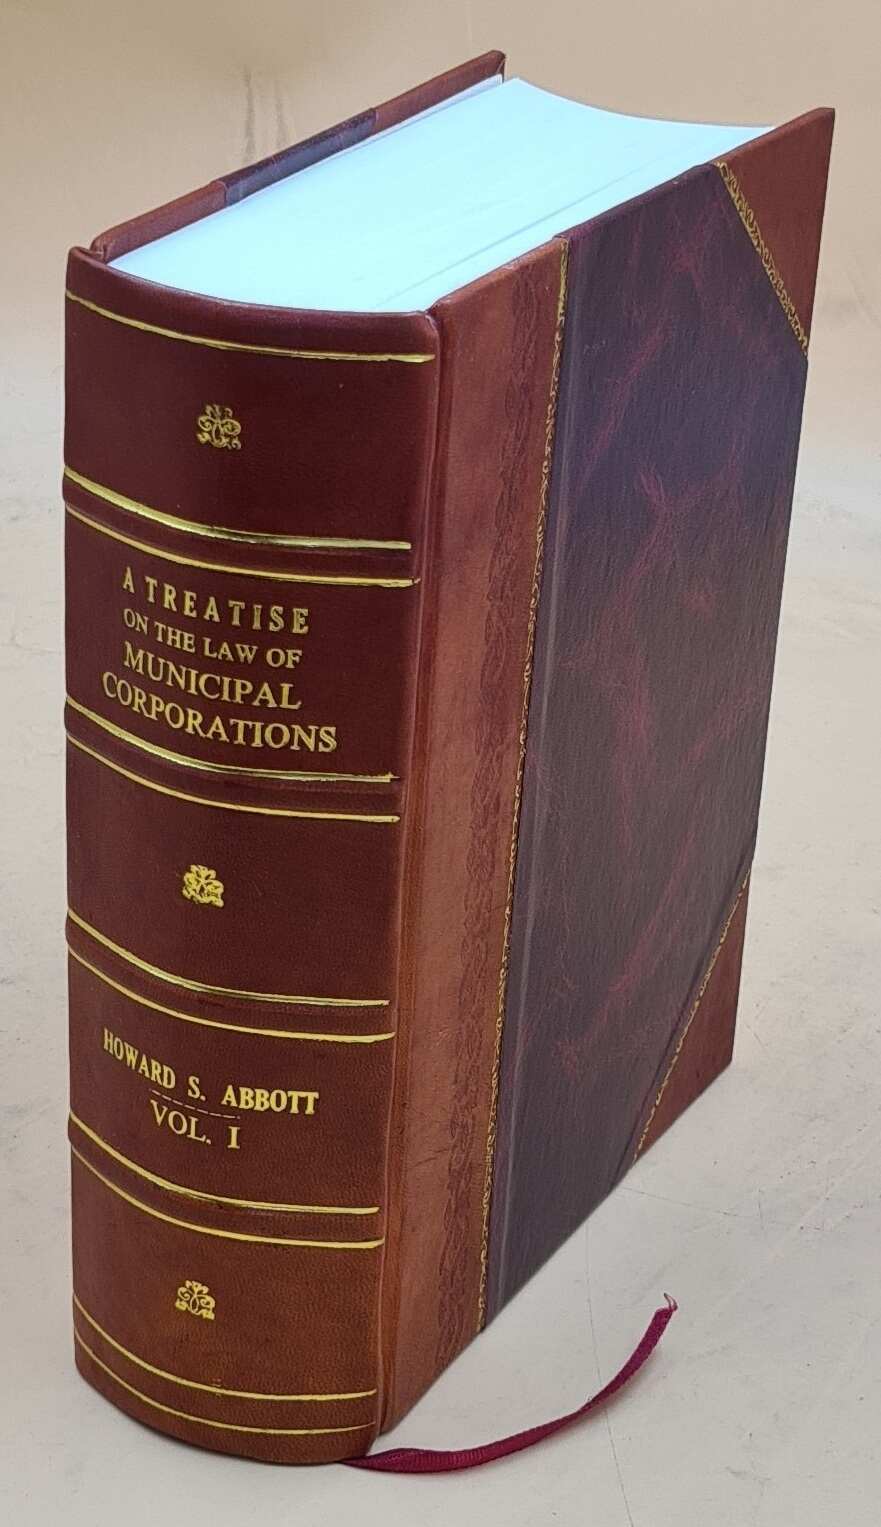 A TREATISE
ON THE LAW OF
MUNICIPAL
CORPORATIONS
HOWARD S. ABBOTT
VOL. I